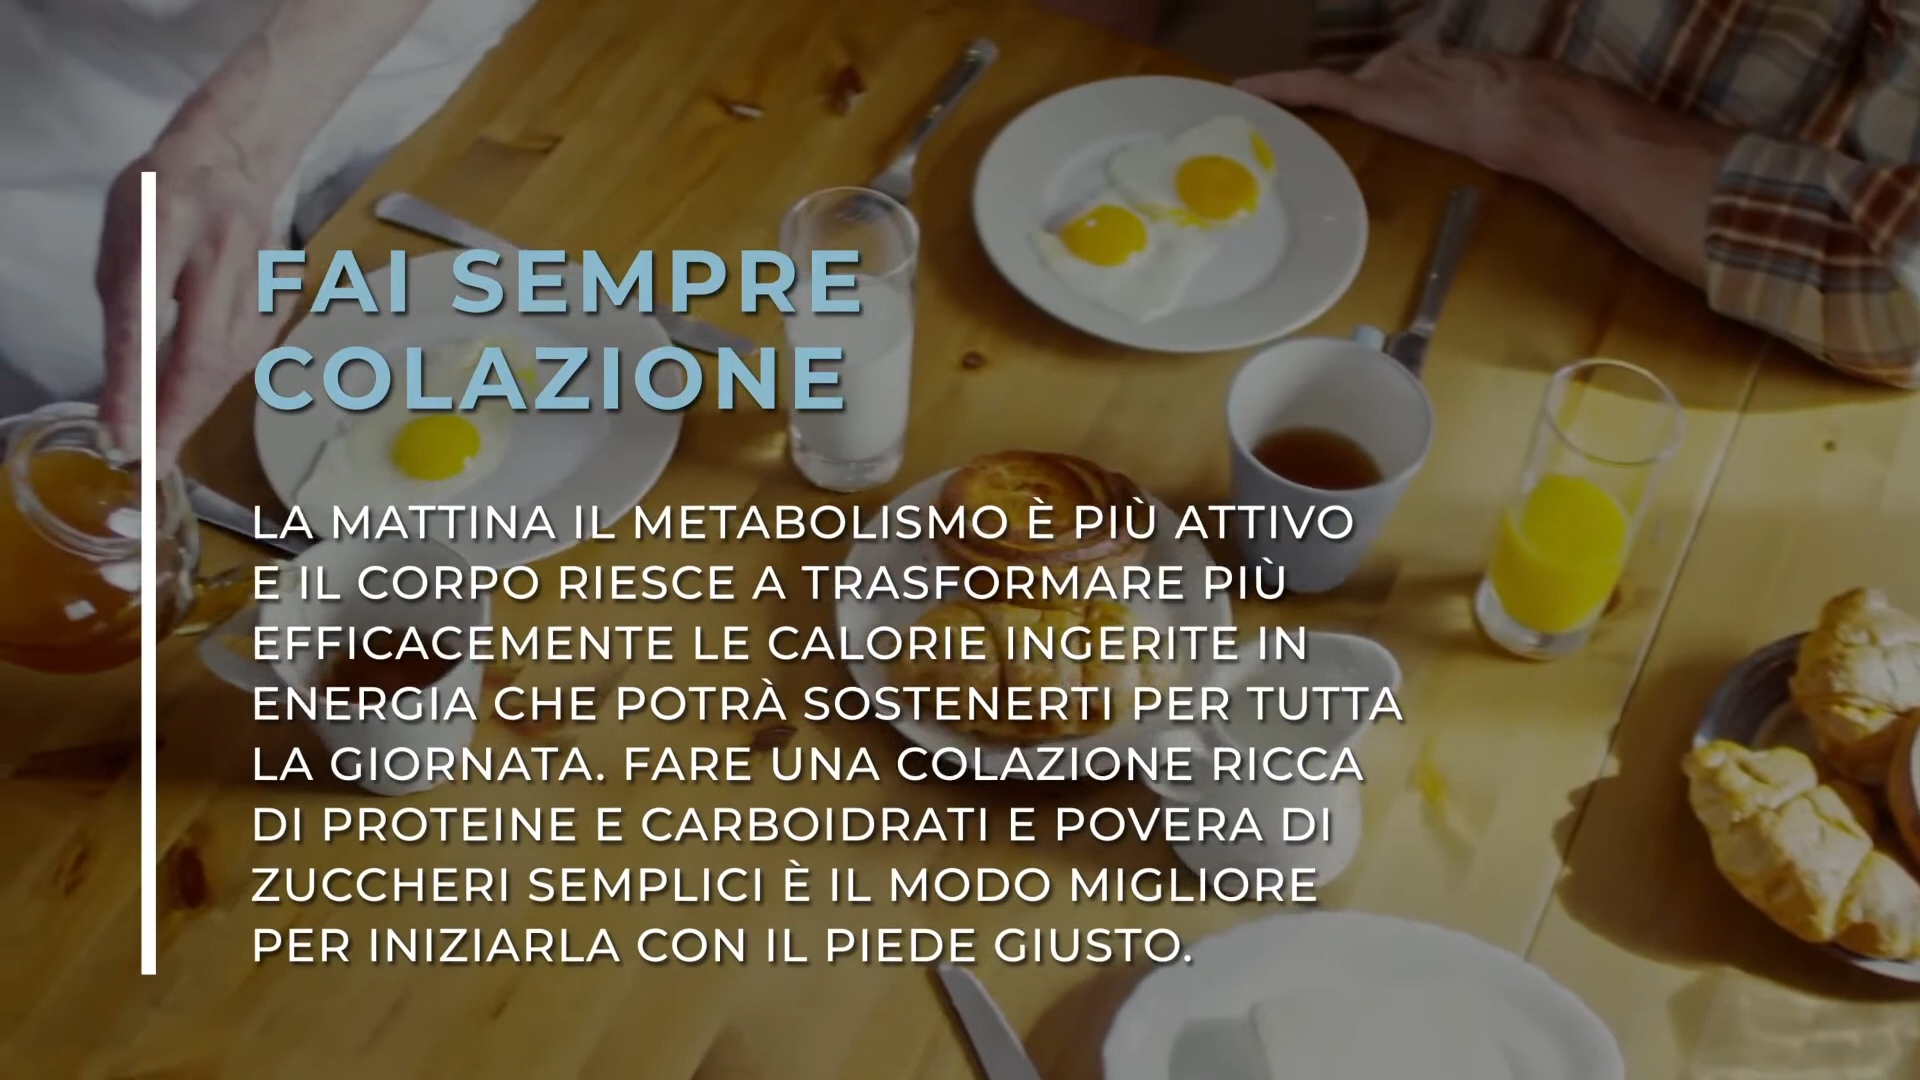 FAI SEMPRE
COLAZIONE
LA MATTINA IL METABOLISMO È PIÙ ATTIVO
E IL CORPO RIESCE A TRASFORMARE PIÙ
EFFICACEMENTE LE CALORIE INGERITE IN
ENERGIA CHE POTRÀ SOSTENERTI PER TUTTA
LA GIORNATA. FARE UNA COLAZIONE RICCA
DI PROTEINE E CARBOIDRATI E POVERA DI
ZUCCHERI SEMPLICI È IL MODO MIGLIORE
PER INIZIARLA CON IL PIEDE GIUSTO.